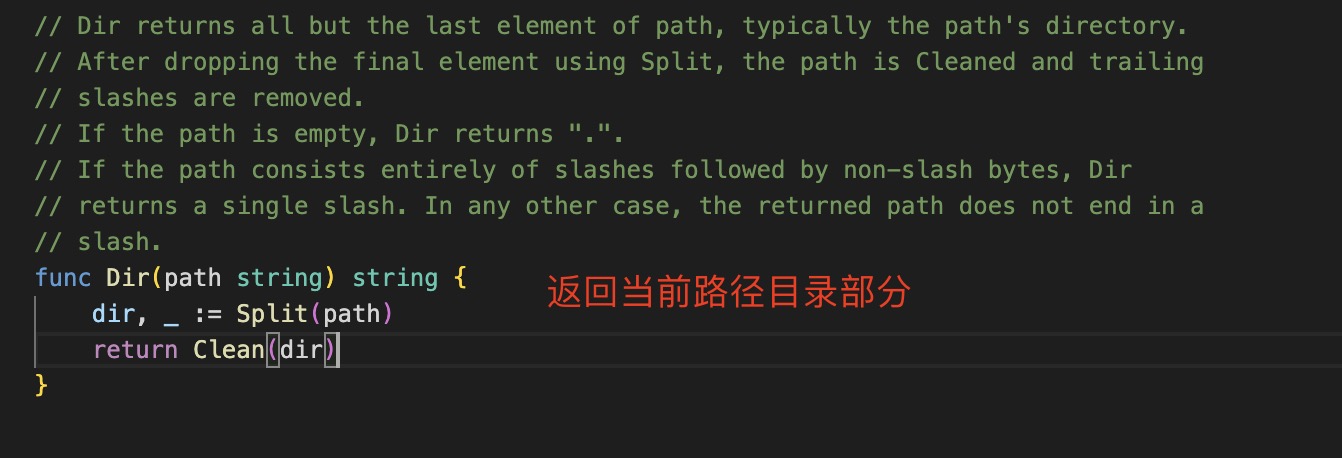 // Dir returns all but the last element of path, typically the path's directory.
// After dropping the final element using Split, the path is Cleaned and trailing
// slashes are removed.
// If the path is empty, Dir returns ".".
// If the path consists entirely of slashes followed by non-slash bytes, Dir
// returns a single slash. In any other case, the returned path does not end in a
// slash.
func Dir(path string) string {
返回当前路径目录部分
    dir, _ := Split(path)
    return Clean(dir)
}